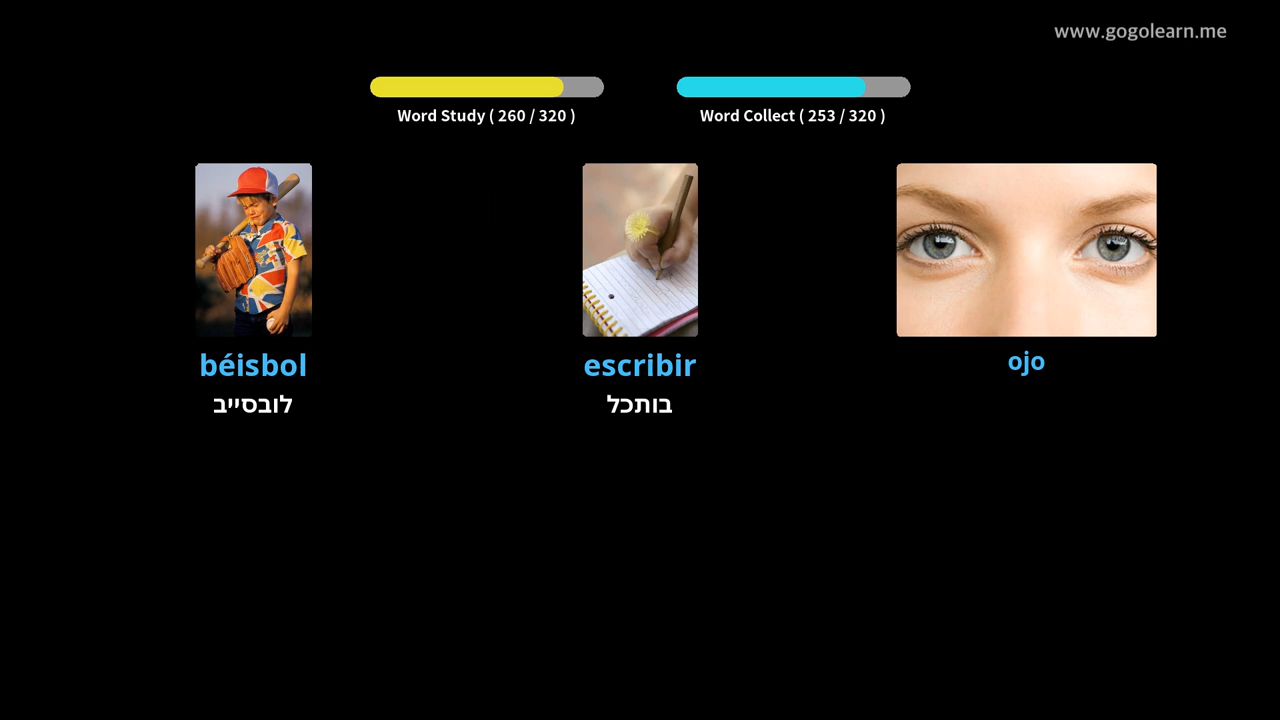 www.gogolearn.me
Word Study ( 260 / 320 )
Word Collect ( 253 / 320 )
béisbol
לובסייב
escribir
בותכל
ojo